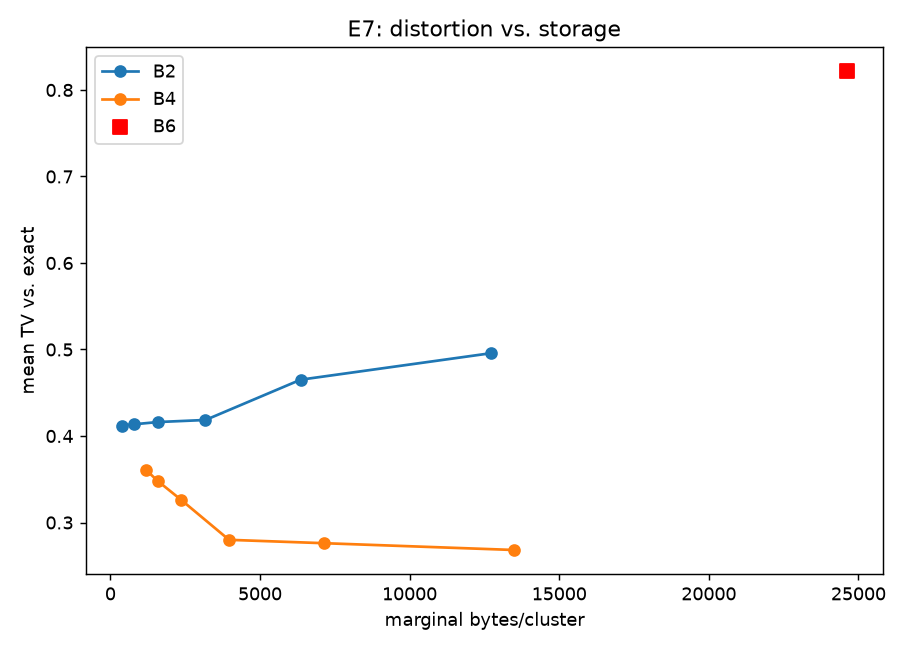 E7: distortion vs. storage
B2
B4
B6
mean TV vs. exact
0.8
0.7
0.6
0.5
0.4
0.3
0
5000
10000
15000
20000
25000
marginal bytes/cluster